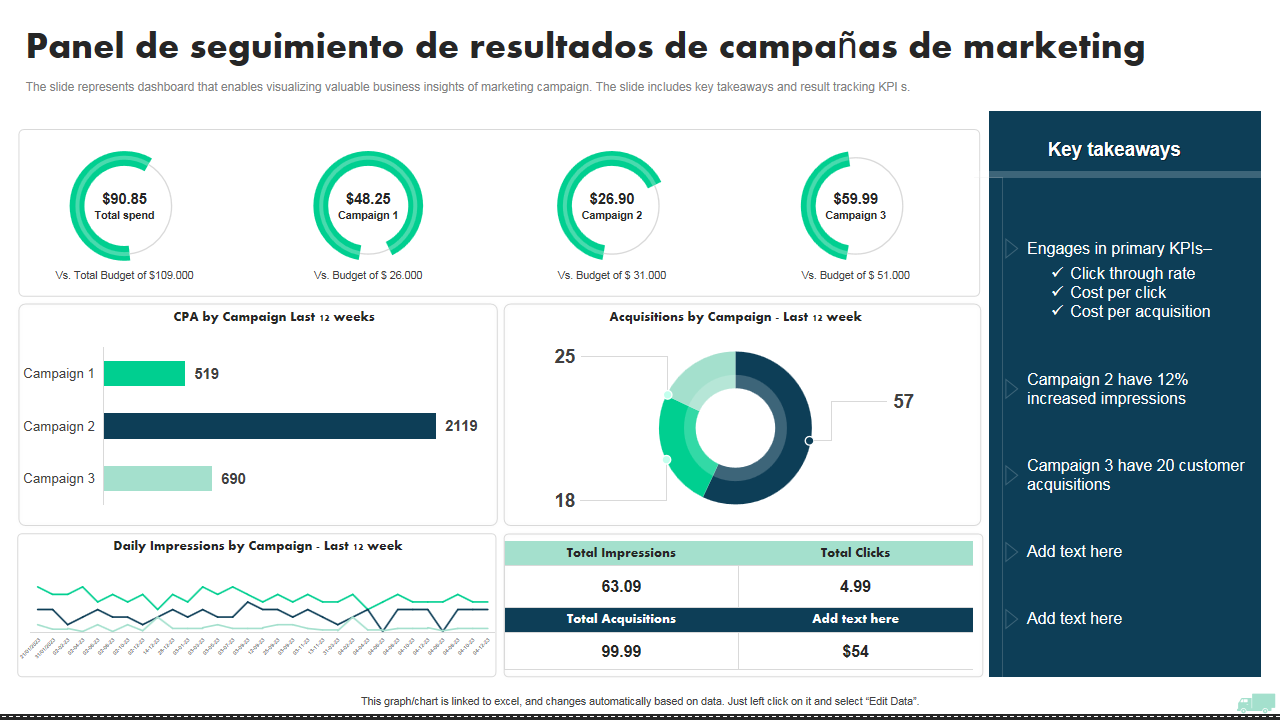 Panel de seguimiento de resultados de campañas de marketing
The slide represents dashboard that enables visualizing valuable business insights of marketing campaign. The slide includes key takeaways and result tracking KPI s.
$90.85
Total spend
Vs. Total Budget of $109.000
$48.25
Campaign 1
Vs. Budget of $ 26.000
$26.90
Campaign 2
Vs. Budget of $ 31.000
$59.99
Campaign 3
Vs. Budget of $ 51.000
CPA by Campaign Last 12 weeks
Campaign 1
519
Campaign 2
2119
Campaign 3
690
Acquisitions by Campaign - Last 12 week
25
57
18
Daily Impressions by Campaign - Last 12 week
Total Impressions
Total Clicks
63.09
4.99
Total Acquisitions
Add text here
99.99
$54
Key takeaways
Engages in primary KPIs–
✓ Click through rate
✓ Cost per click
✓ Cost per acquisition
Campaign 2 have 12%
increased impressions
Campaign 3 have 20 customer
acquisitions
Add text here
Add text here
This graph/chart is linked to excel, and changes automatically based on data. Just left click on it and select “Edit Data”.